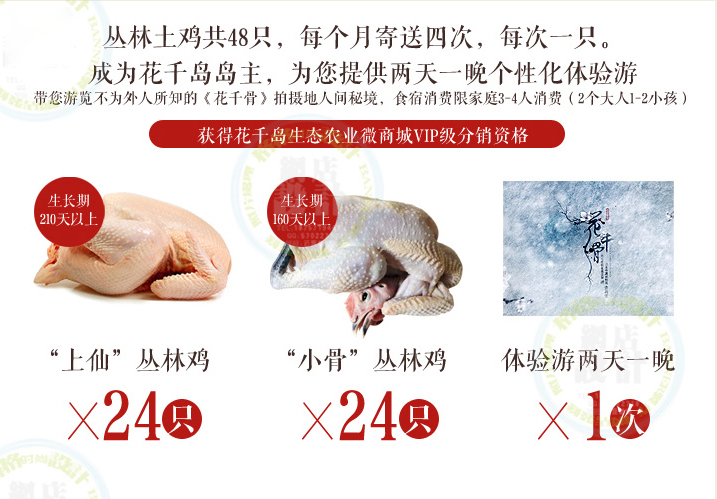 丛林土鸡共48只，每个月寄送四次，每次一只。
成为花千岛岛主，为您提供两天一晚个性化体验游
带您游览不为外人所知的《花千骨》拍摄地人间秘境，食宿消费限家庭3-4人消费（2个大人1-2小孩）
获得花千岛生态农业微商城VIP级分销资格
生长期
210天以上
生长期
160天以上
花千骨
“上仙”丛林鸡
“小骨”丛林鸡
体验游两天一晚
×24只
×24只
×1次